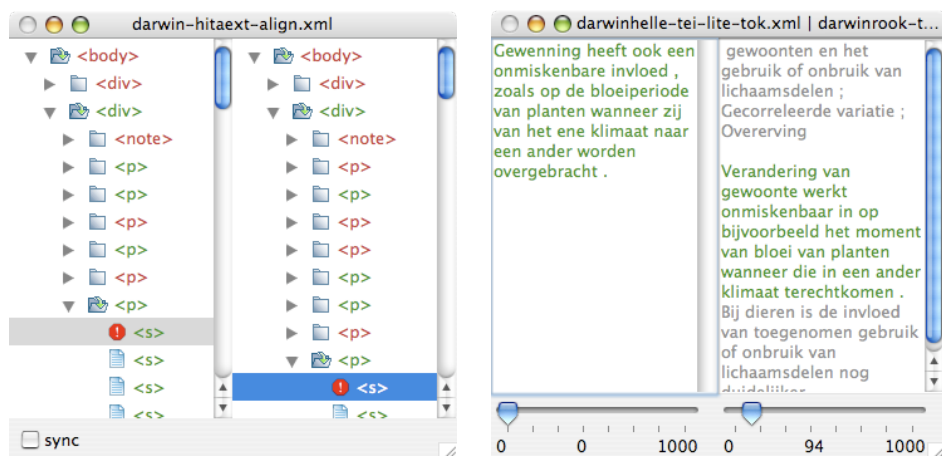 darwin-hitaext-align.xml
<body>
<div>
<div>
<note>
<p>
<p>
<p>
<p>
<p>
<p>
<s>
<s>
<s>
<s>
<body>
<div>
<div>
<note>
<p>
<p>
<p>
<p>
<p>
<p>
<p>
<s>
<s>
sync
darwinhelle-tei-lite-tok.xml | darwinrook-t...
Gewenning heeft ook een
onmiskenbare invloed ,
zoals op de bloeiperiode
van planten wanneer zij
van het ene klimaat naar
een ander worden
overgebracht .
gewoonten en het
gebruik of onbruik van
lichaamsdelen ;
Gecorreleerde variatie ;
Overerving
Verandering van
gewoonte werkt
onmiskenbaar in op
bijvoorbeeld het moment
van bloei van planten
wanneer die in een ander
klimaat terechtkomen .
Bij dieren is de invloed
van toegenomen gebruik
of onbruik van
lichaamsdelen nog
0 0 1000
0 94 1000